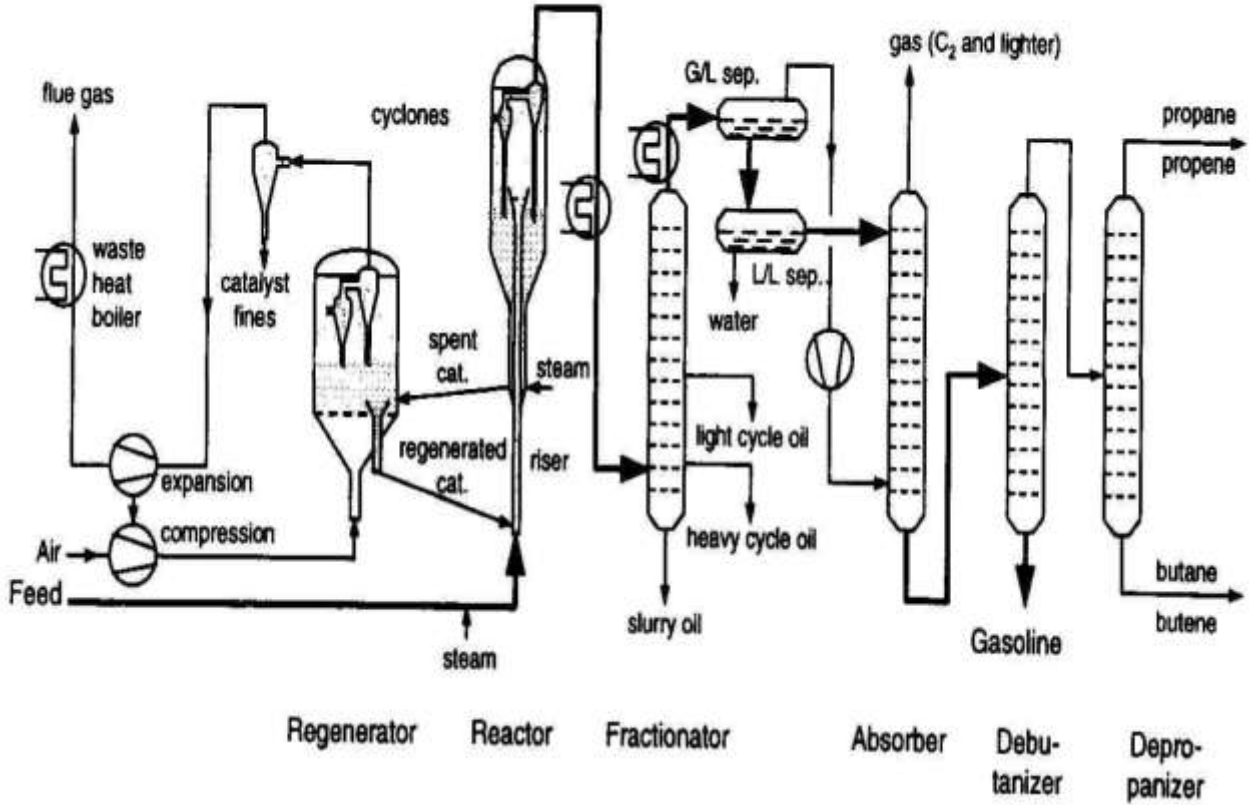 gas (C₂ and lighter)
G/L sep.
flue gas
cyclones
propane
propene
waste
heat
boiler
catalyst
fines
L/L sep..
water
spent
cat.
steam
light cycle oil
regenerated
cat.
riser
expansion
compression
heavy cycle oil
Air
Feed
butane
butene
slurry oil
Gasoline
steam
Regenerator
Reactor
Fractionator
Absorber
Debu-
tanizer
Depro-
panizer